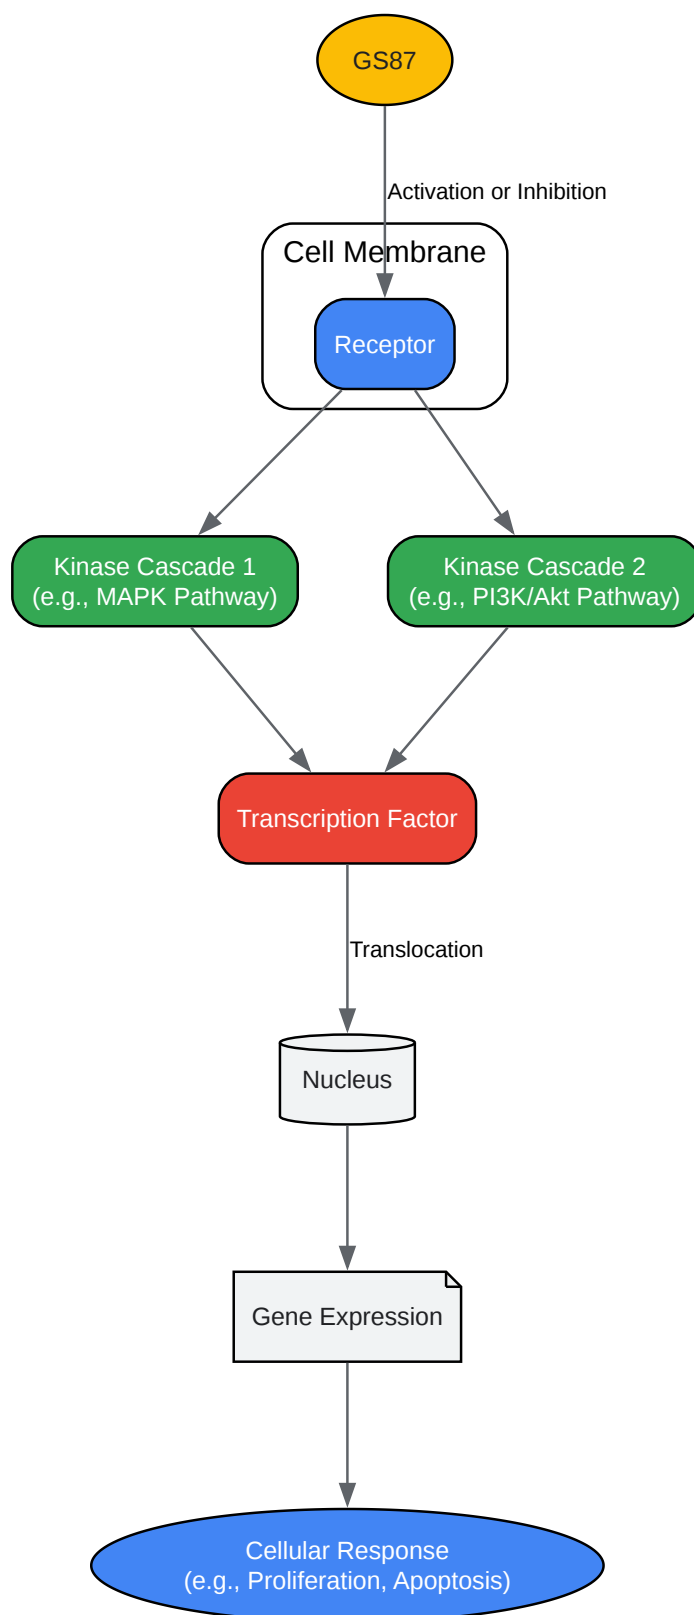 GS87
Activation or Inhibition
Cell Membrane
Receptor
Kinase Cascade 1
(e.g., MAPK Pathway)
Kinase Cascade 2
(e.g., PI3K/Akt Pathway)
Transcription Factor
Translocation
Nucleus
Gene Expression
Cellular Response
(e.g., Proliferation, Apoptosis)